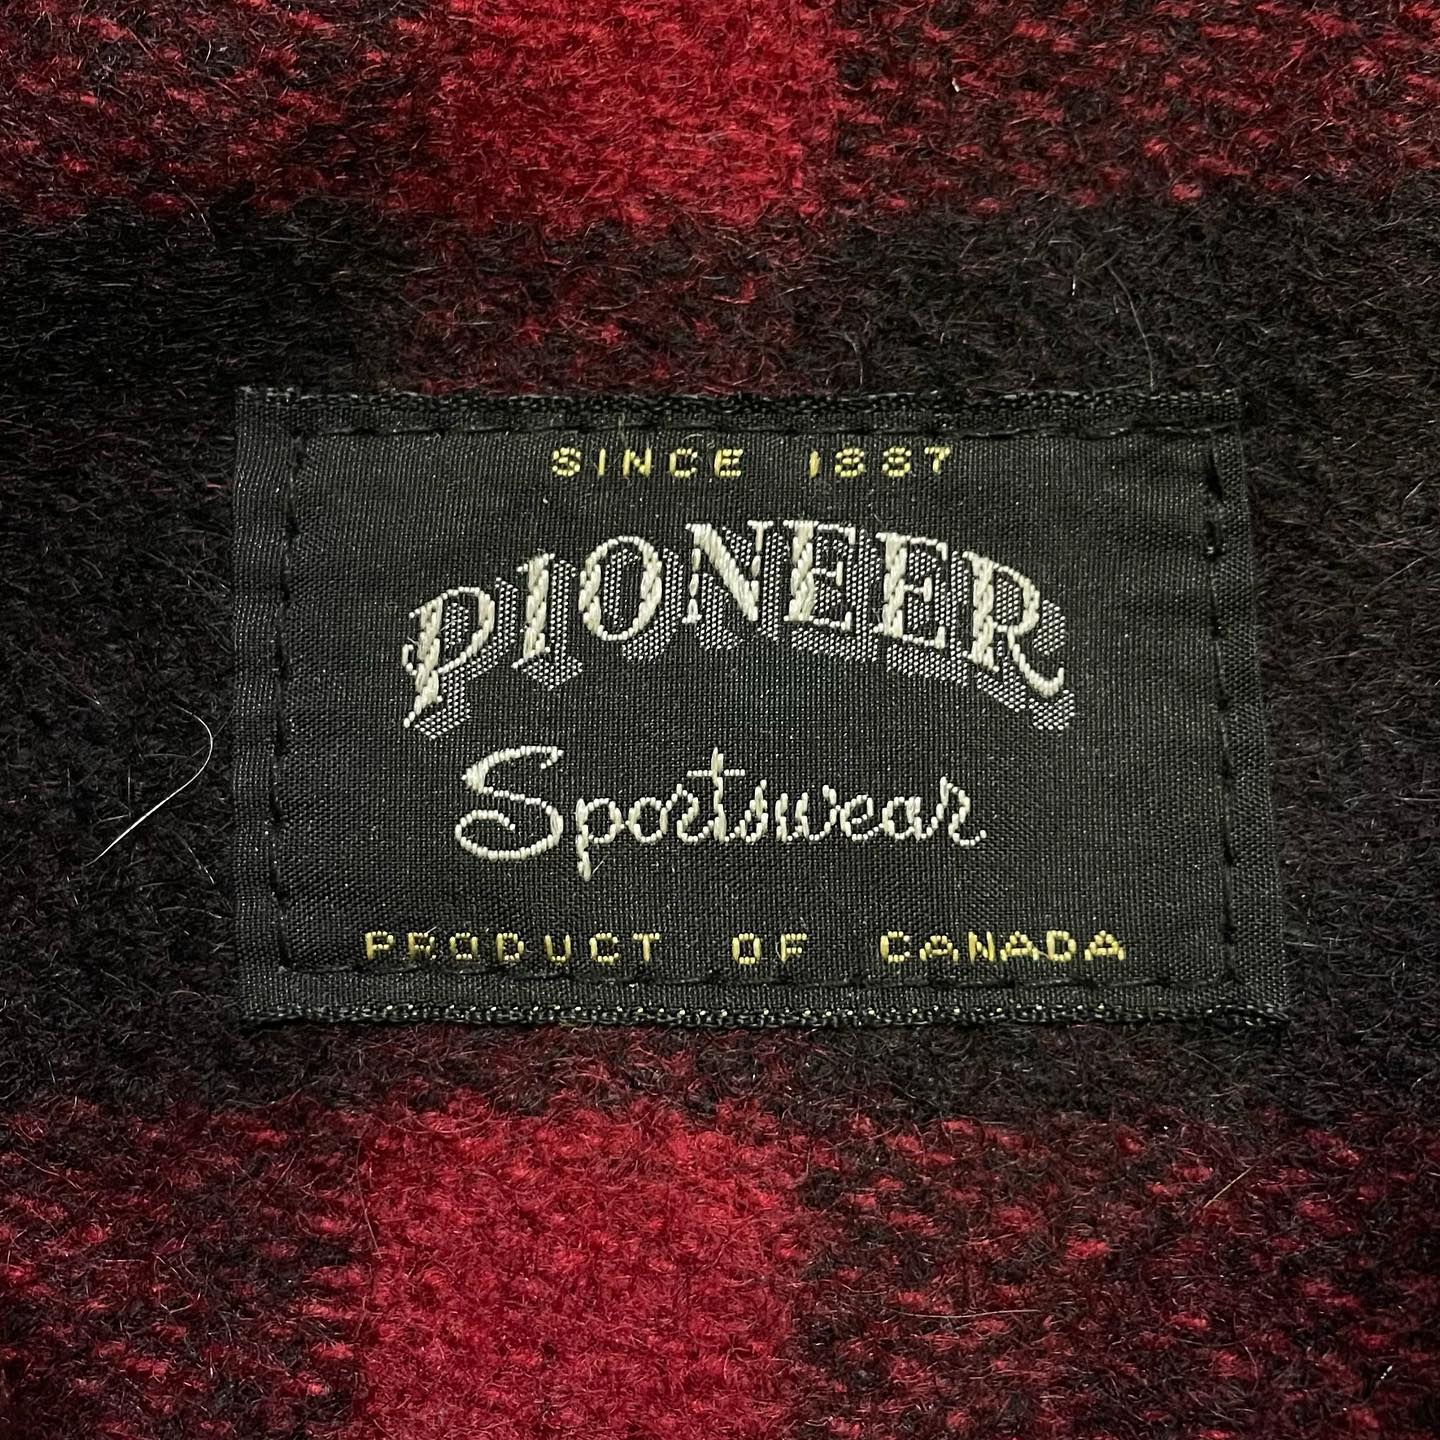 SINCE 1887
PIONEER
Sportswear
PRODUCT OF CANADA